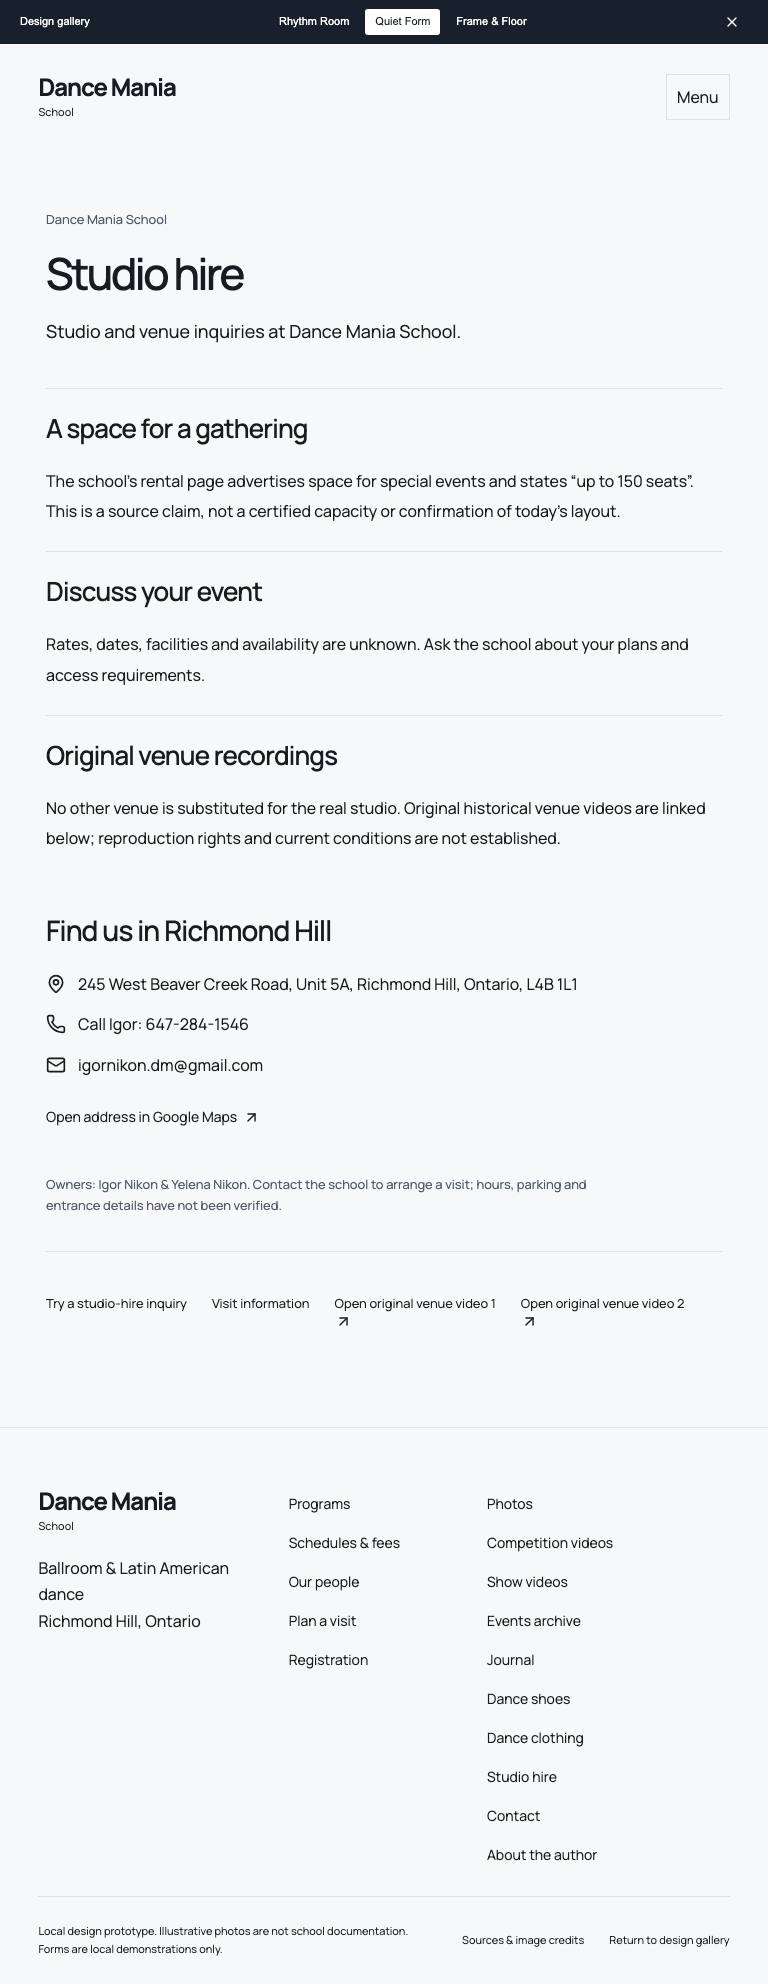 Design gallery
Rhythm Room
Quiet Form
Frame & Floor
Dance Mania
School
Menu
Dance Mania School
Studio hire
Studio and venue inquiries at Dance Mania School.
A space for a gathering
The school’s rental page advertises space for special events and states “up to 150 seats”.
This is a source claim, not a certified capacity or confirmation of today’s layout.
Discuss your event
Rates, dates, facilities and availability are unknown. Ask the school about your plans and
access requirements.
Original venue recordings
No other venue is substituted for the real studio. Original historical venue videos are linked
below; reproduction rights and current conditions are not established.
Find us in Richmond Hill
245 West Beaver Creek Road, Unit 5A, Richmond Hill, Ontario, L4B 1L1
Call Igor: 647-284-1546
igornikon.dm@gmail.com
Open address in Google Maps
Owners: Igor Nikon & Yelena Nikon. Contact the school to arrange a visit; hours, parking and
entrance details have not been verified.
Try a studio-hire inquiry
Visit information
Open original venue video 1
Open original venue video 2
Dance Mania
School
Ballroom & Latin American
dance
Richmond Hill, Ontario
Programs
Schedules & fees
Our people
Plan a visit
Registration
Photos
Competition videos
Show videos
Events archive
Journal
Dance shoes
Dance clothing
Studio hire
Contact
About the author
Local design prototype. Illustrative photos are not school documentation.
Forms are local demonstrations only.
Sources & image credits
Return to design gallery